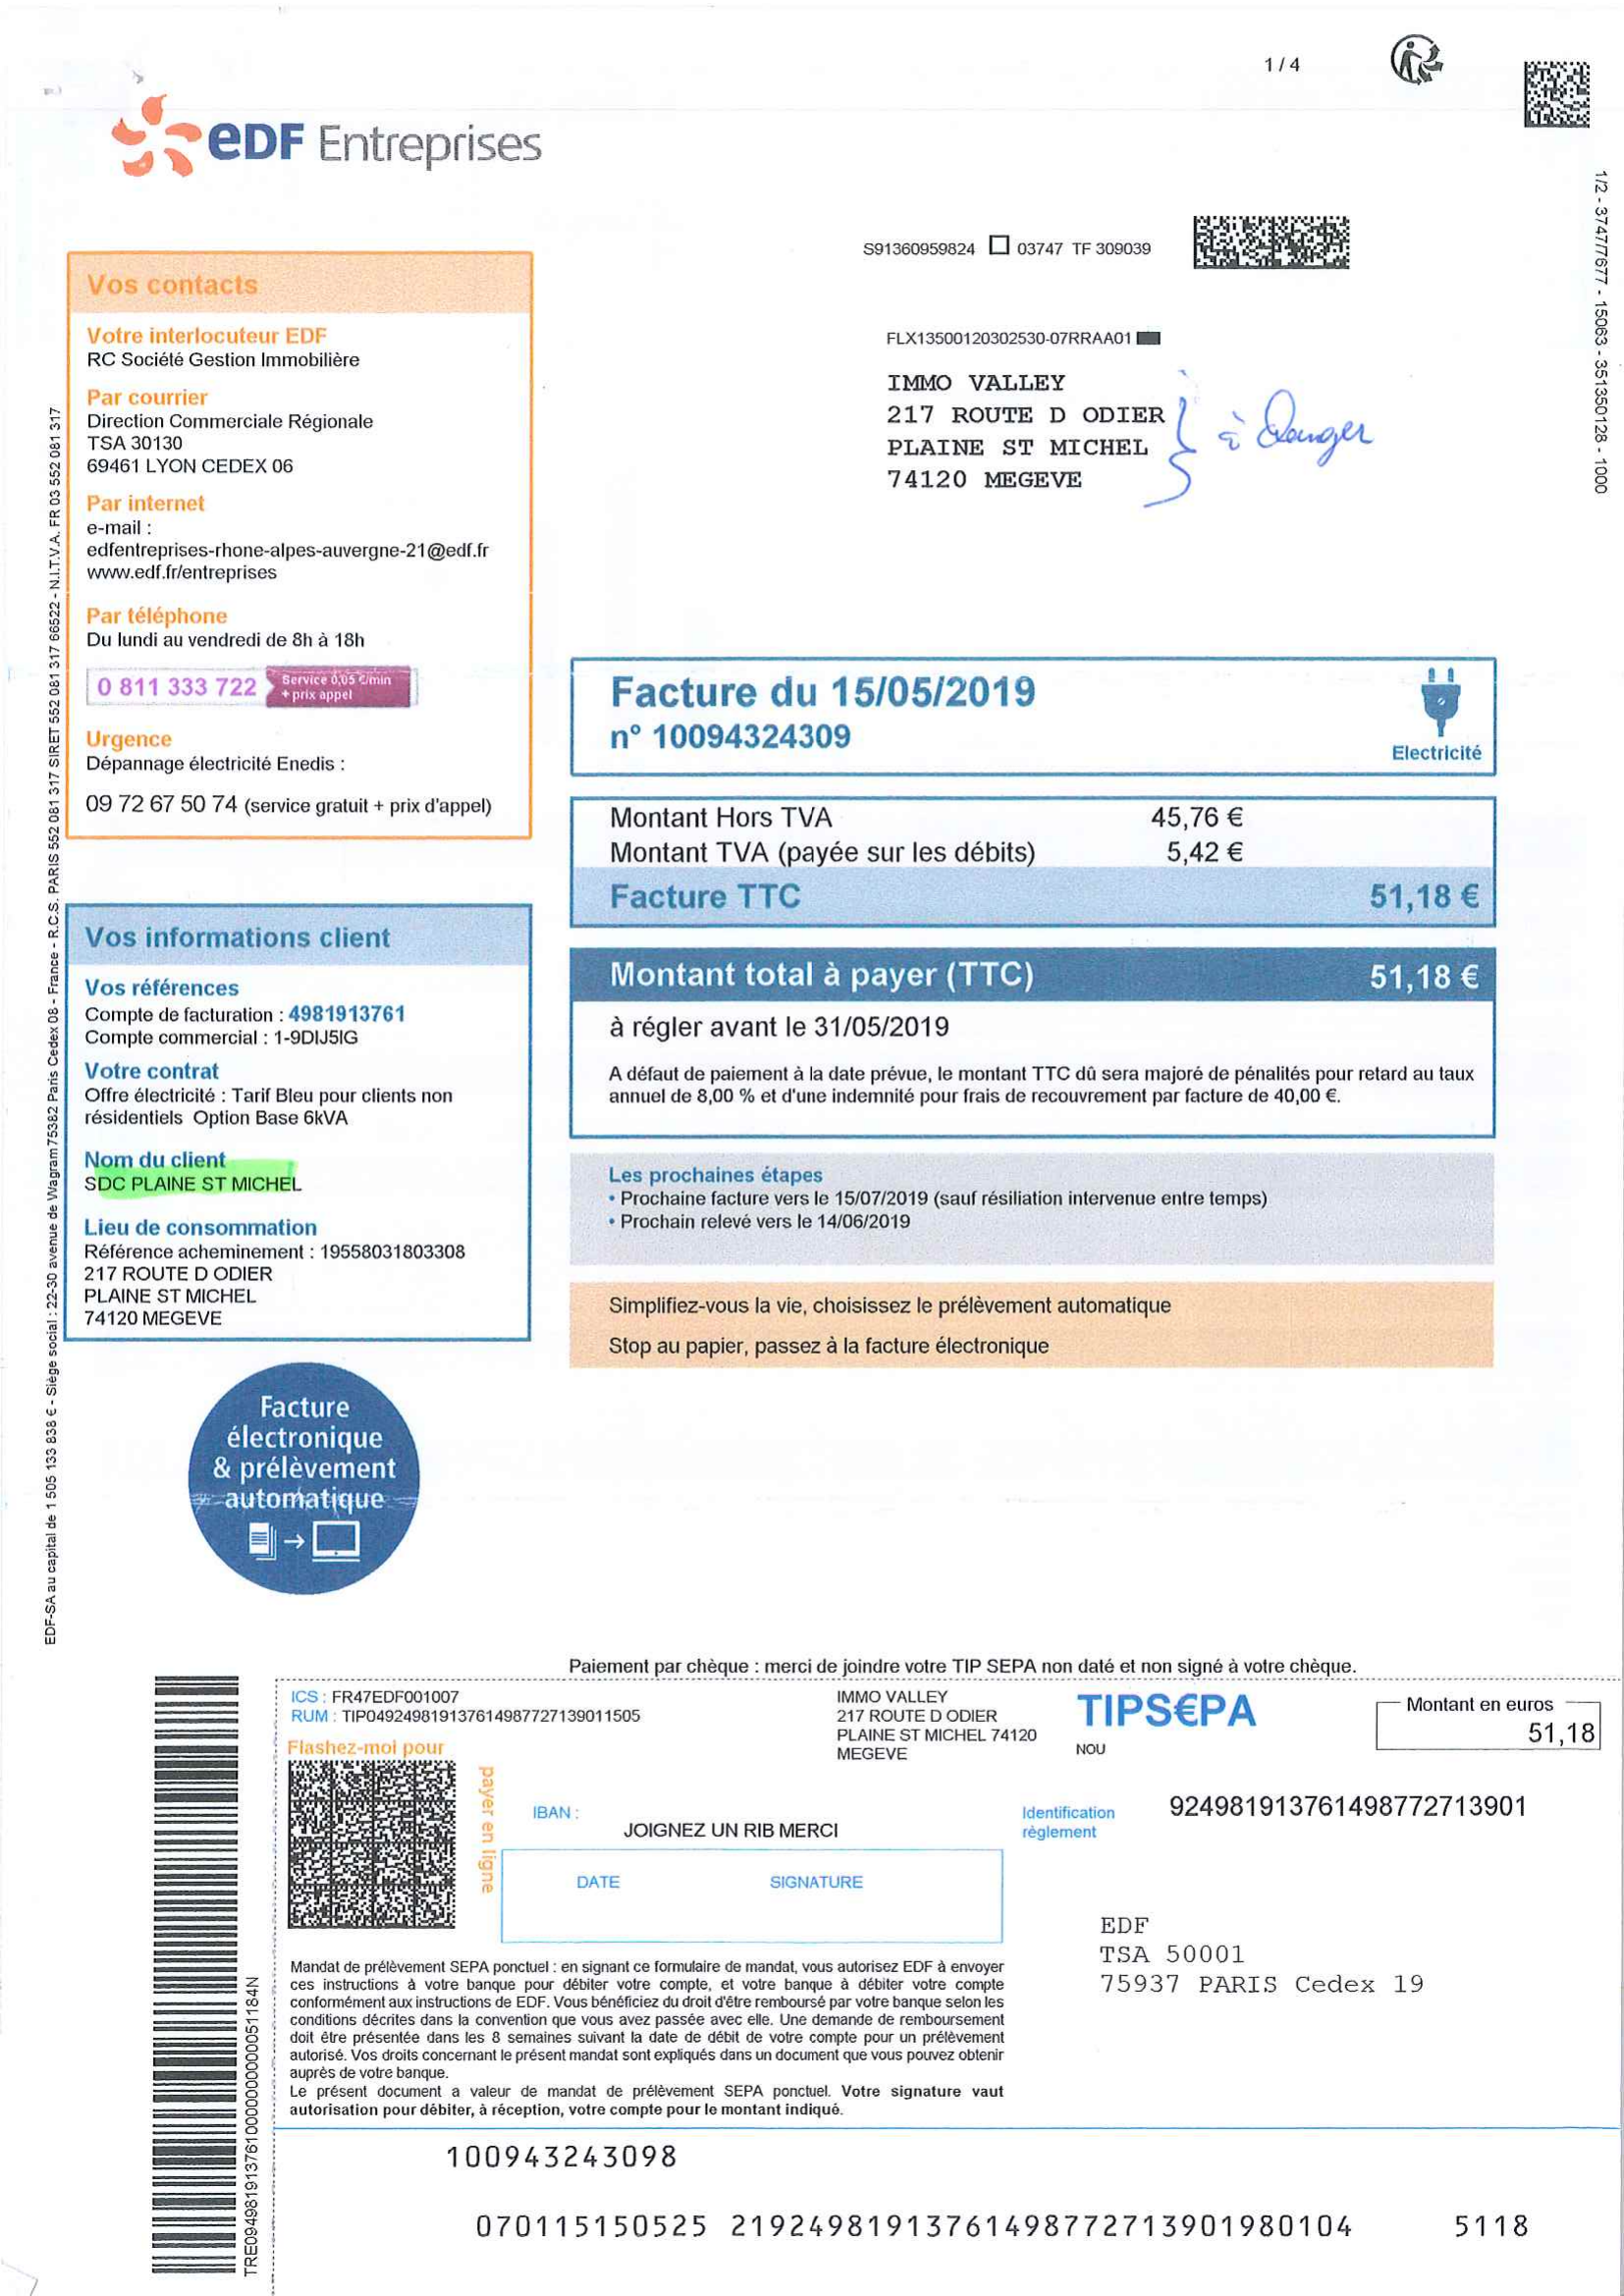 1 / 4
eDF Entreprises
S91360959824 03747 TF 309039
1/2 - 3747/7677 - 15063 - 351350128 - 1000
FLX13500120302530-07RRAA01
IMMO VALLEY
217 ROUTE D ODIER
PLAINE ST MICHEL
74120 MEGEVE
Vos contacts
Votre interlocuteur EDF
RC Société Gestion Immobilière
Par courrier
Direction Commerciale Régionale
TSA 30130
69461 LYON CEDEX 06
Par internet
e-mail :
edfentreprises-rhone-alpes-auvergne-21@edf.fr
www.edf.fr/entreprises
Par téléphone
Du lundi au vendredi de 8h à 18h
0 811 333 722 Service 0,05 €/min
+ prix appel
Urgence
Dépannage électricité Enedis :
09 72 67 50 74 (service gratuit + prix d'appel)
Facture du 15/05/2019
n° 10094324309
Electricité
Montant Hors TVA 45,76 €
Montant TVA (payée sur les débits) 5,42 €
Facture TTC 51,18 €
Montant total à payer (TTC) 51,18 €
à régler avant le 31/05/2019
A défaut de paiement à la date prévue, le montant TTC dû sera majoré de pénalités pour retard au taux
annuel de 8,00 % et d'une indemnité pour frais de recouvrement par facture de 40,00 €.
Les prochaines étapes
• Prochaine facture vers le 15/07/2019 (sauf résiliation intervenue entre temps)
• Prochain relevé vers le 14/06/2019
Simplifiez-vous la vie, choisissez le prélèvement automatique
Stop au papier, passez à la facture électronique
Vos informations client
Vos références
Compte de facturation : 4981913761
Compte commercial : 1-9DIJ5IG
Votre contrat
Offre électricité : Tarif Bleu pour clients non
résidentiels Option Base 6kVA
Nom du client
SDC PLAINE ST MICHEL
Lieu de consommation
Référence acheminement : 19558031803308
217 ROUTE D ODIER
PLAINE ST MICHEL
74120 MEGEVE
Facture
électronique
& prélèvement
automatique
EDF-SA au capital de 1 505 133 838 € - Siège social : 22-30 avenue de Wagram 75382 Paris Cedex 08 - France - R.C.S. PARIS 552 081 317 SIRET 552 081 317 66522 - N.I.T.V.A. FR 03 552 081 317
Paiement par chèque : merci de joindre votre TIP SEPA non daté et non signé à votre chèque.
ICS : FR47EDF001007
RUM : TIP049249819137614987727139011505
Flashez-moi pour
payer en ligne
IMMO VALLEY
217 ROUTE D ODIER
PLAINE ST MICHEL 74120
MEGEVE
TIPS€PA
NOU
Montant en euros
51,18
IBAN :
JOIGNEZ UN RIB MERCI
Identification
règlement
924981913761498772713901
DATE SIGNATURE
EDF
TSA 50001
75937 PARIS Cedex 19
Mandat de prélèvement SEPA ponctuel : en signant ce formulaire de mandat, vous autorisez EDF à envoyer
ces instructions à votre banque pour débiter votre compte, et votre banque à débiter votre compte
conformément aux instructions de EDF. Vous bénéficiez du droit d'être remboursé par votre banque selon les
conditions décrites dans la convention que vous avez passée avec elle. Une demande de remboursement
doit être présentée dans les 8 semaines suivant la date de débit de votre compte pour un prélèvement
autorisé. Vos droits concernant le présent mandat sont expliqués dans un document que vous pouvez obtenir
auprès de votre banque.
Le présent document a valeur de mandat de prélèvement SEPA ponctuel. Votre signature vaut
autorisation pour débiter, à réception, votre compte pour le montant indiqué.
100943243098
070115150525 21924981913761498772713901980104 5118